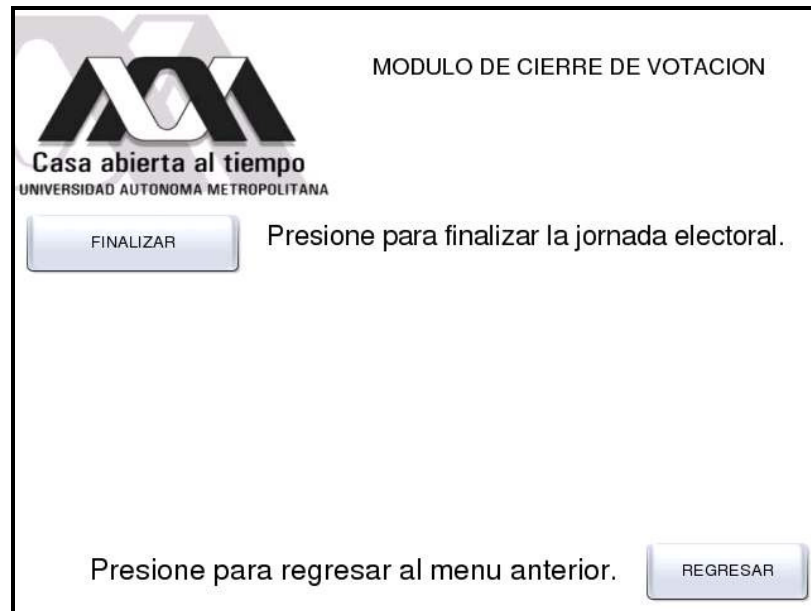 MODULO DE CIERRE DE VOTACION
Casa abierta al tiempo
UNIVERSIDAD AUTONOMA METROPOLITANA
FINALIZAR
Presione para finalizar la jornada electoral.
Presione para regresar al menu anterior.
REGRESAR